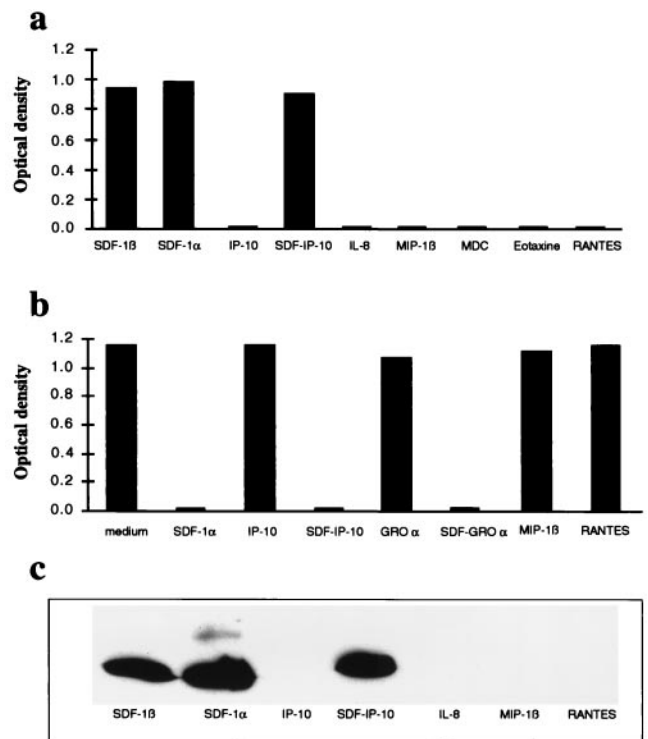 a
Optical density
1.2
1.0
0.8
0.6
0.4
0.2
0.0
SDF-1ß SDF-1α IP-10 SDF-IP-10 IL-8 MIP-1ß MDC Eotaxine RANTES
b
Optical density
1.2
1.0
0.8
0.6
0.4
0.2
0.0
medium SDF-1α IP-10 SDF-IP-10 GRO α SDF-GRO α MIP-1ß RANTES
c
SDF-1ß SDF-1α IP-10 SDF-IP-10 IL-8 MIP-1ß RANTES